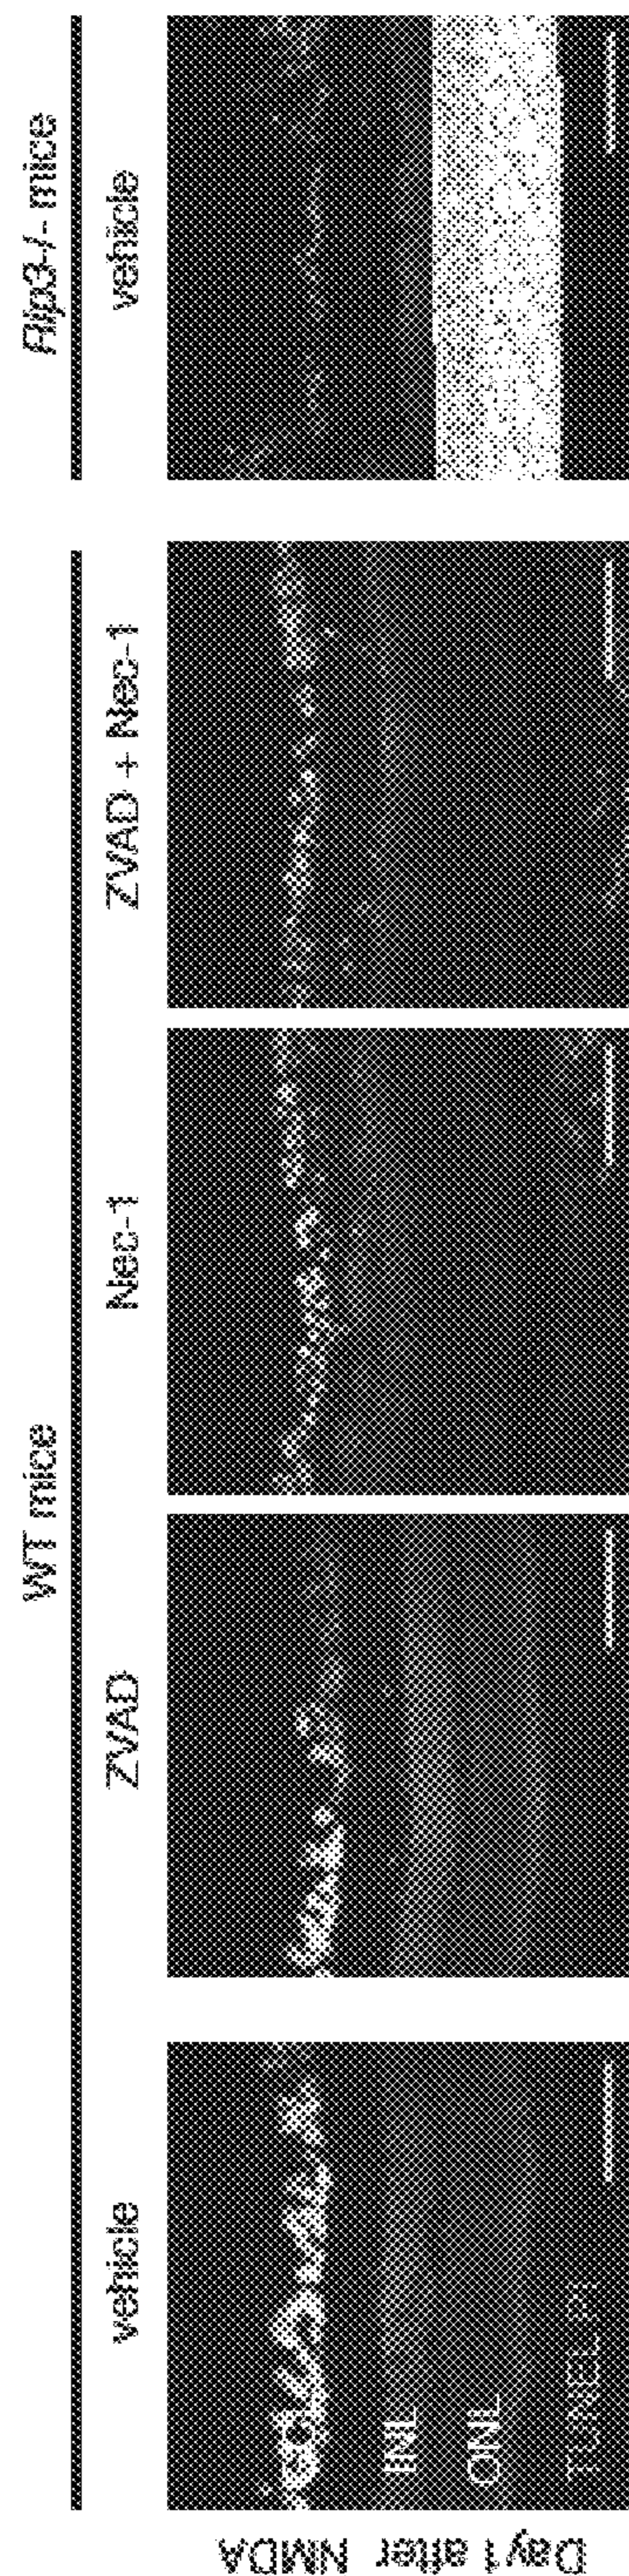 WT mice
Rip3-/- mice
vehicle
ZVAD
Nec-1
ZVAD + Nec-1
vehicle
Day1 after NMDA
INL
ONL
TUNEL PI